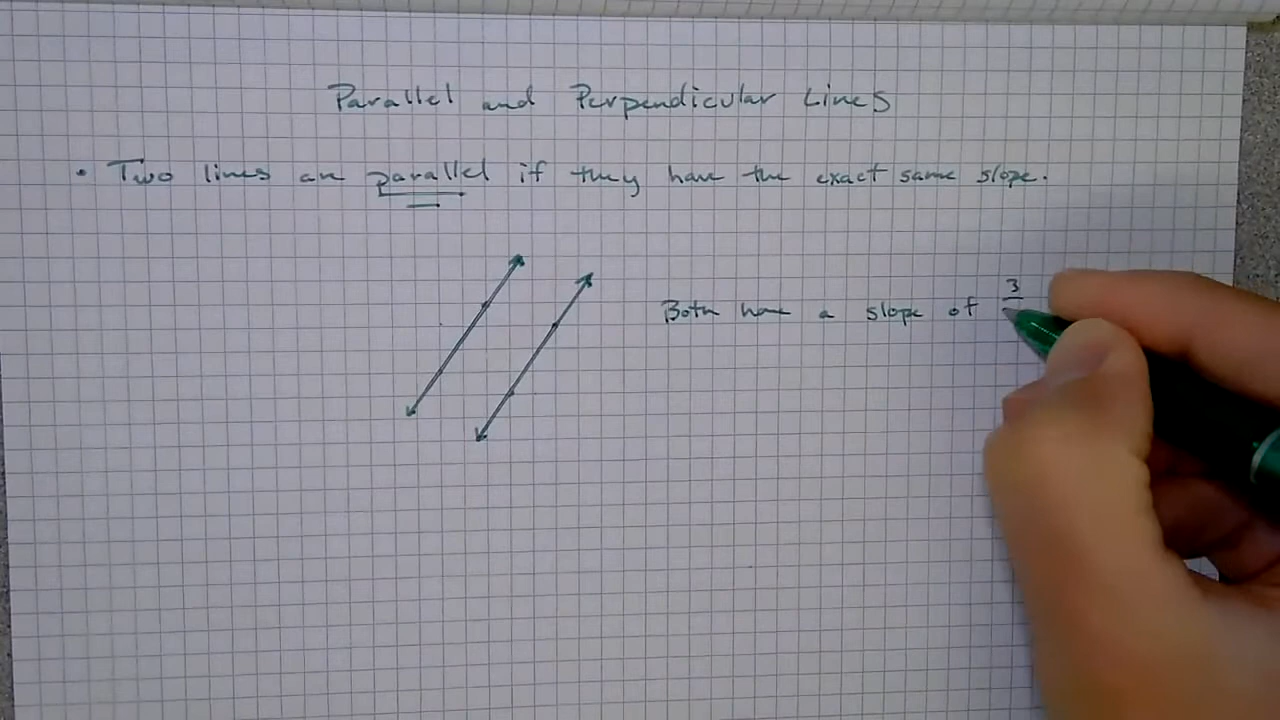 Parallel and Perpendicular Lines
• Two lines are parallel if they have the exact same slope.
Both have a slope of 3